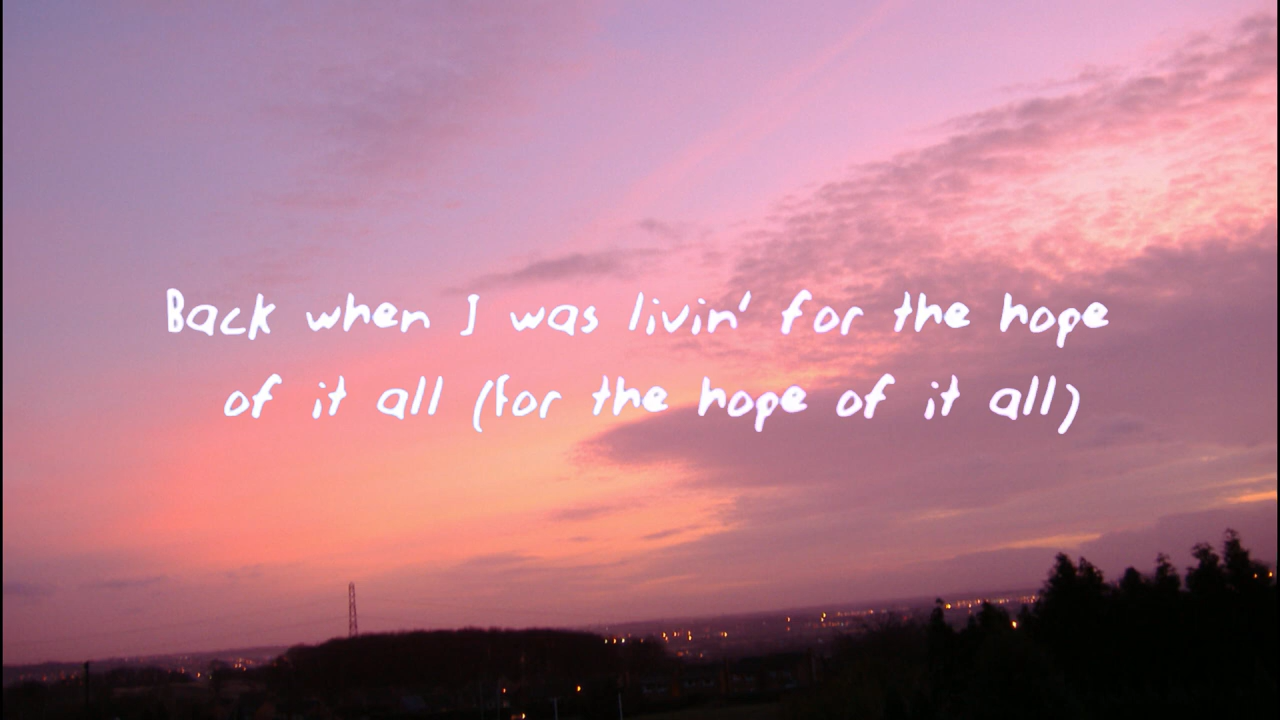 Back when I was livin' for the hope
of it all (for the hope of it all)